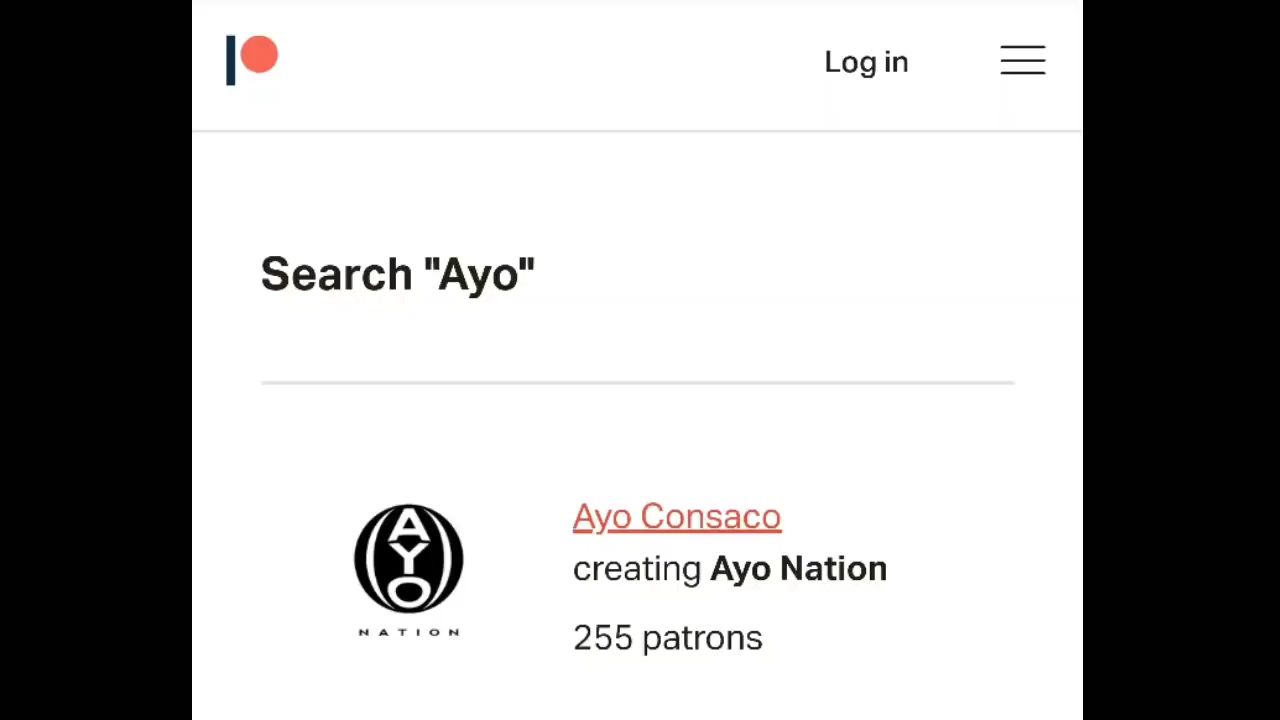 Log in
Search "Ayo"
AYO
NATION
Ayo Consaco
creating Ayo Nation
255 patrons